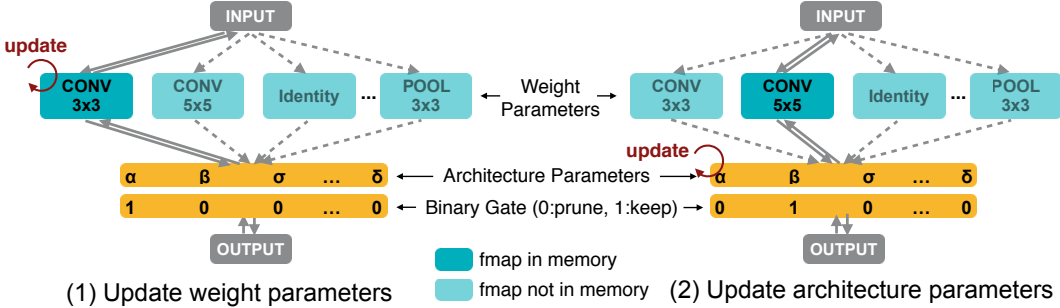 INPUT
INPUT
update
CONV 3x3
CONV 5x5
Identity
...
POOL 3x3
Weight Parameters
CONV 3x3
CONV 5x5
Identity
...
POOL 3x3
update
α ß σ ... δ
Architecture Parameters
α ß σ ... δ
1 0 0 ... 0
Binary Gate (0:prune, 1:keep)
0 1 0 ... 0
OUTPUT
OUTPUT
fmap in memory
fmap not in memory
(1) Update weight parameters
(2) Update architecture parameters